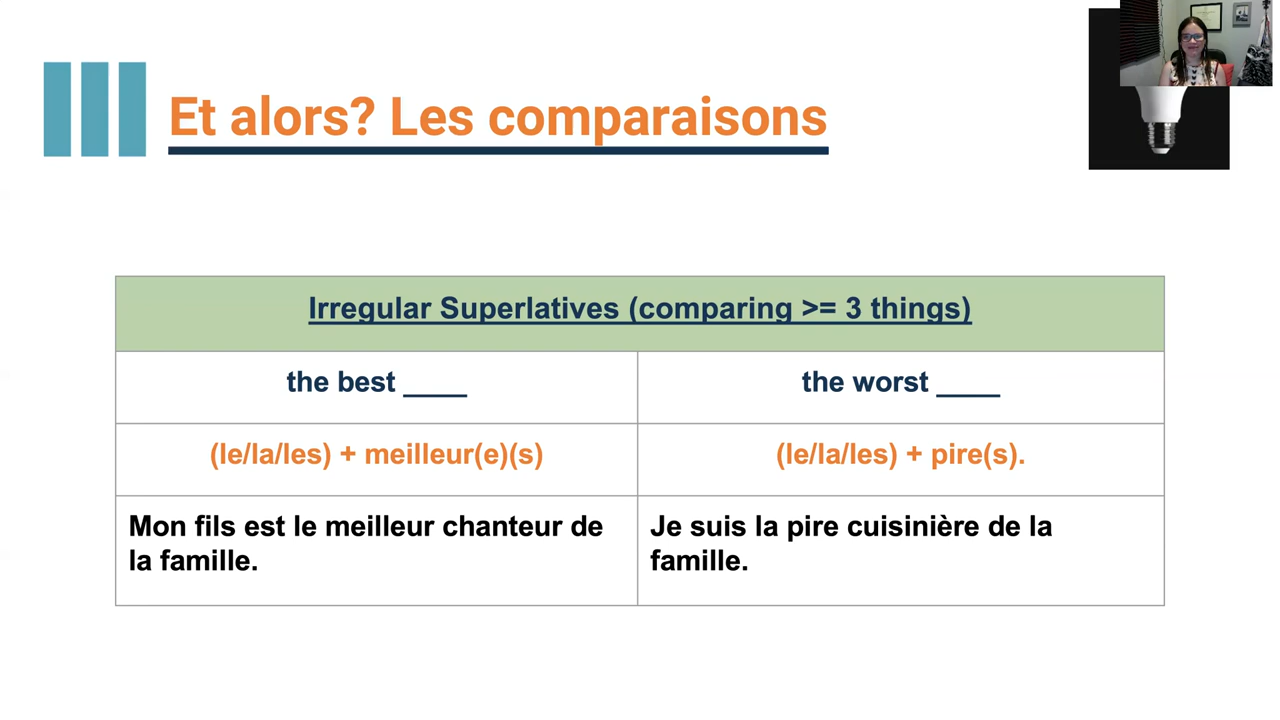 Et alors? Les comparaisons
Irregular Superlatives (comparing >= 3 things)
the best ____
the worst ____
(le/la/les) + meilleur(e)(s)
(le/la/les) + pire(s).
Mon fils est le meilleur chanteur de
la famille.
Je suis la pire cuisinière de la
famille.